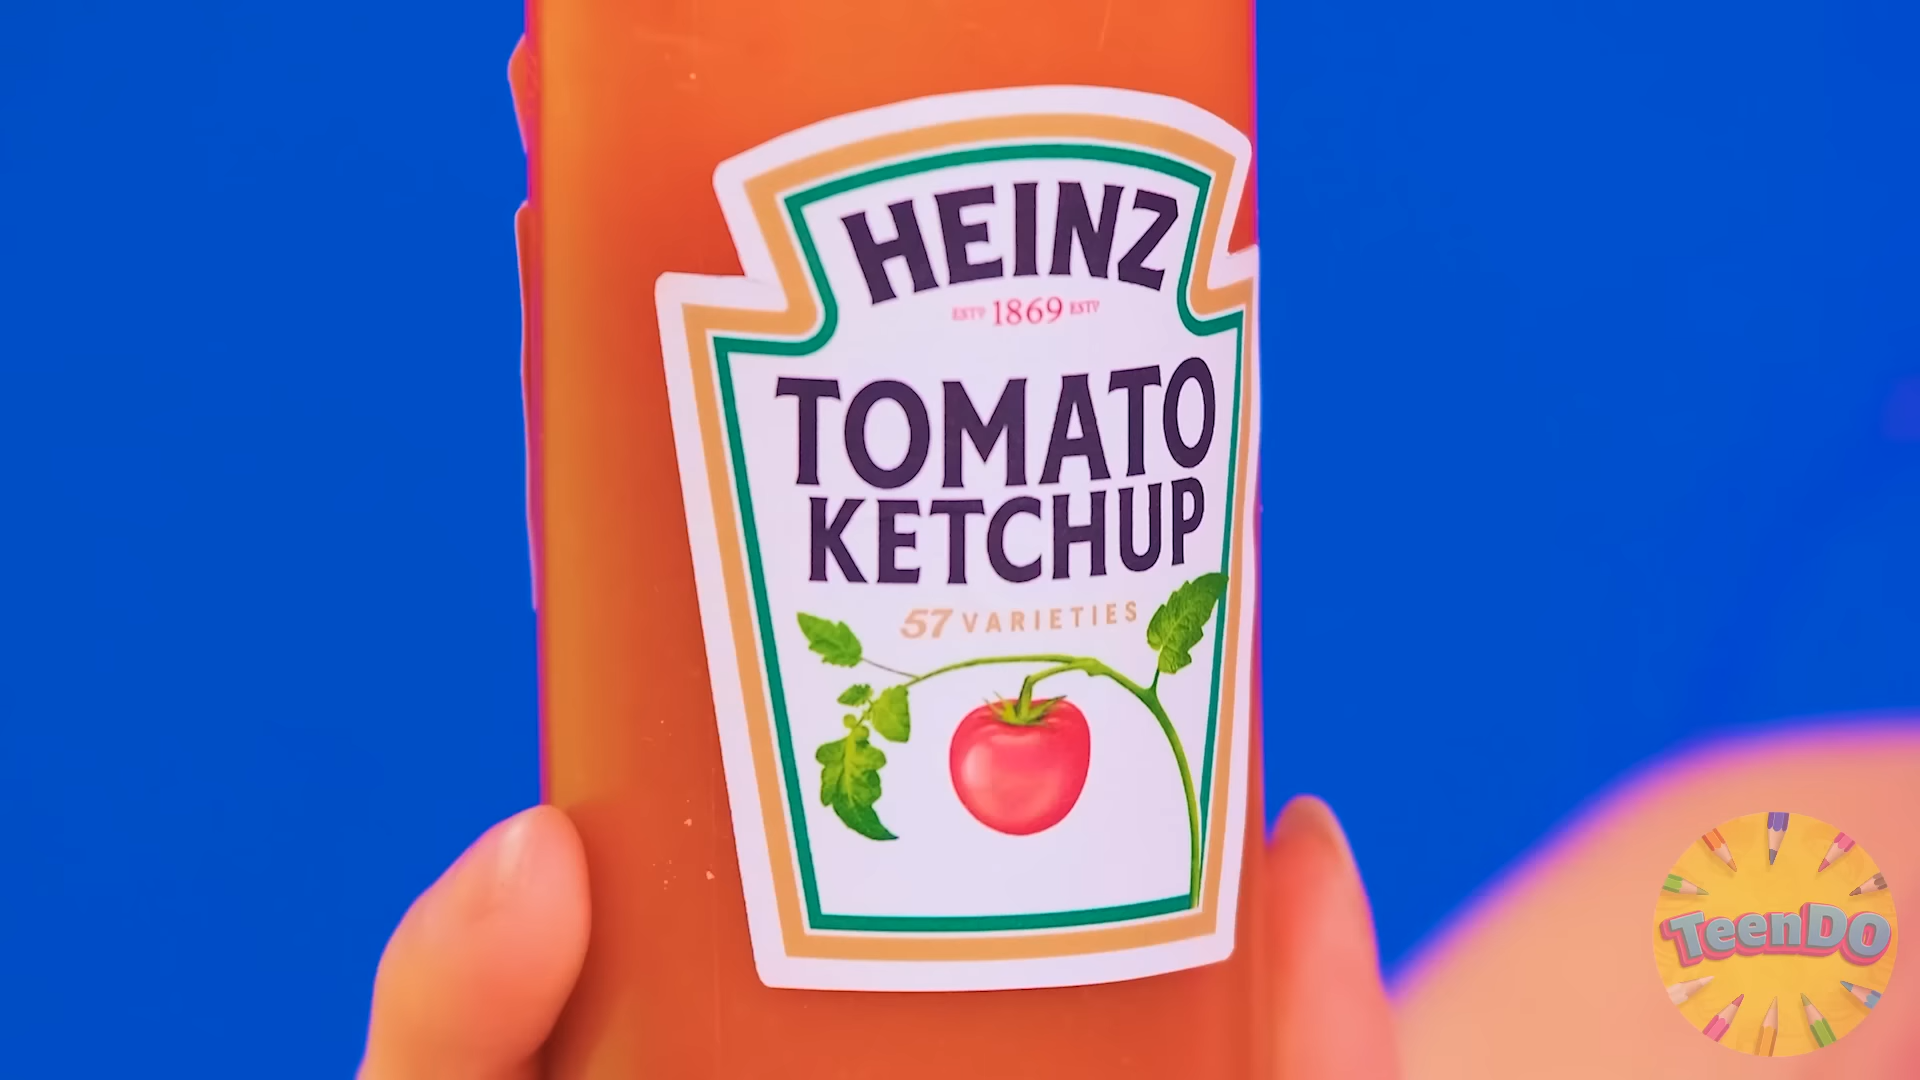 HEINZ
ESTD 1869 ESTD
TOMATO
KETCHUP
57 VARIETIES
TeenDO